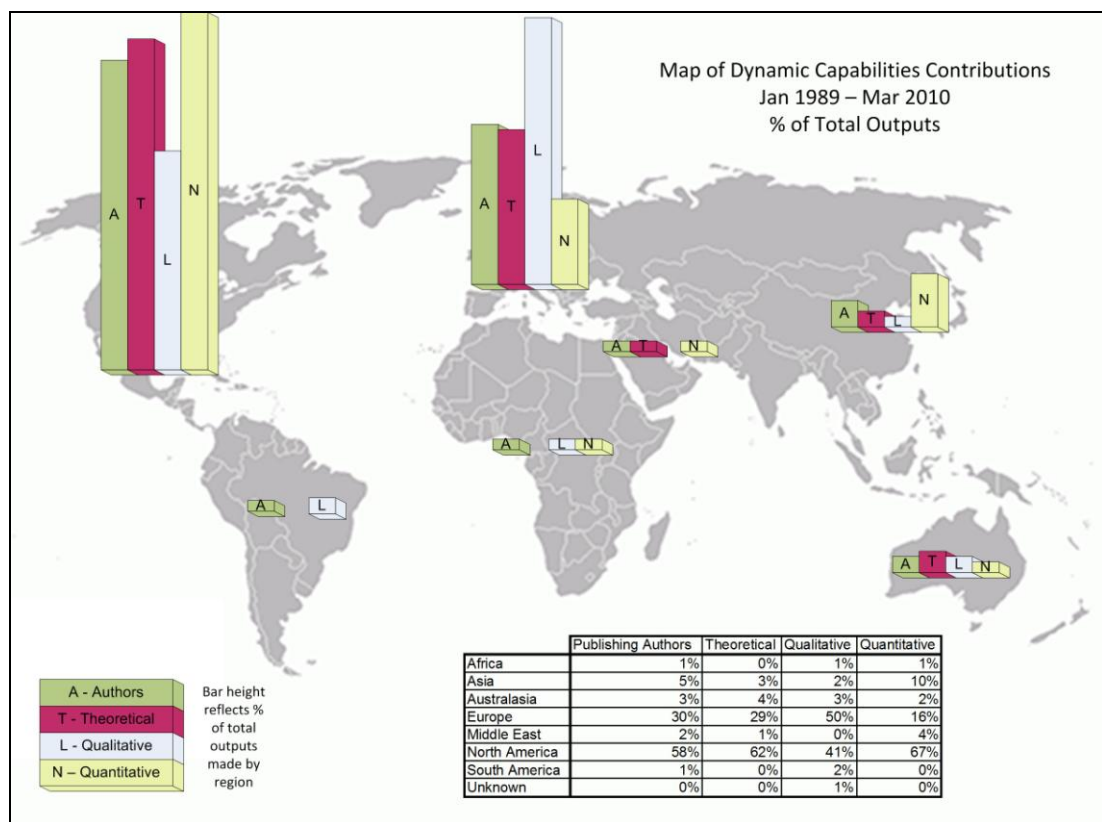 Map of Dynamic Capabilities Contributions
Jan 1989 – Mar 2010
% of Total Outputs
A
T
L
N
A
T
L
N
A
T
L
N
A
T
N
A
L
N
A
L
A
T
L
N
Publishing Authors Theoretical Qualitative Quantitative
Africa 1% 0% 1% 1%
Asia 5% 3% 2% 10%
Australasia 3% 4% 3% 2%
Europe 30% 29% 50% 16%
Middle East 2% 1% 0% 4%
North America 58% 62% 41% 67%
South America 1% 0% 2% 0%
Unknown 0% 0% 1% 0%
A - Authors
T - Theoretical
L - Qualitative
N – Quantitative
Bar height
reflects %
of total
outputs
made by
region